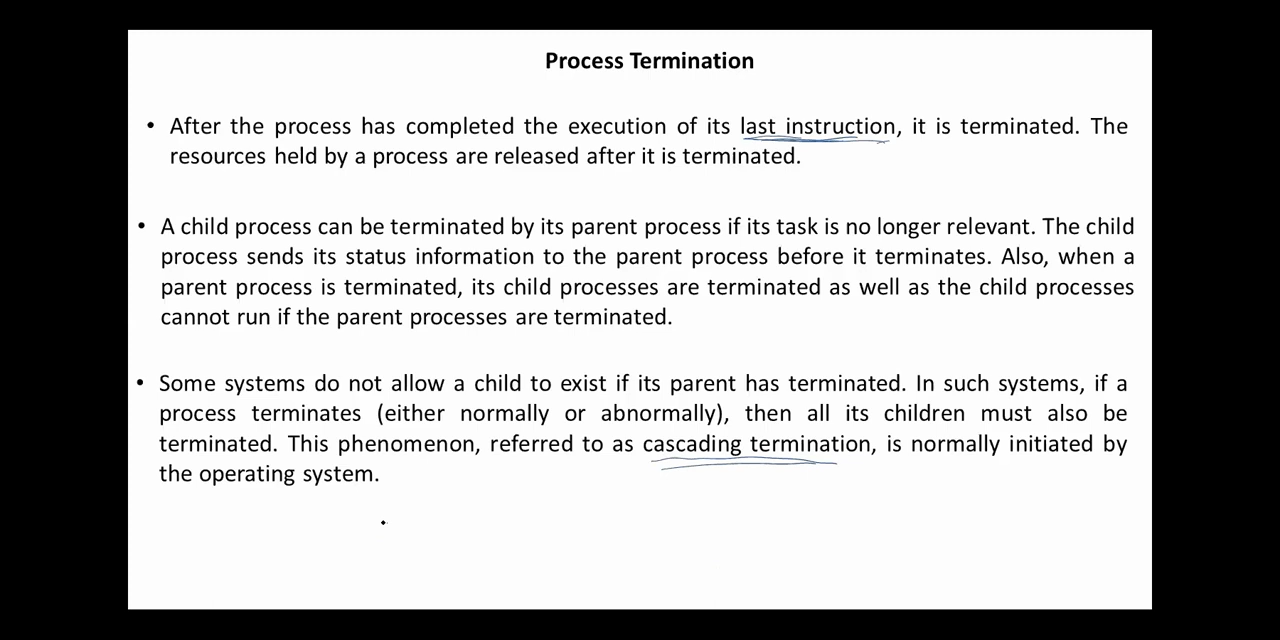 Process Termination
• After the process has completed the execution of its last instruction, it is terminated. The
resources held by a process are released after it is terminated.
• A child process can be terminated by its parent process if its task is no longer relevant. The child
process sends its status information to the parent process before it terminates. Also, when a
parent process is terminated, its child processes are terminated as well as the child processes
cannot run if the parent processes are terminated.
• Some systems do not allow a child to exist if its parent has terminated. In such systems, if a
process terminates (either normally or abnormally), then all its children must also be
terminated. This phenomenon, referred to as cascading termination, is normally initiated by
the operating system.